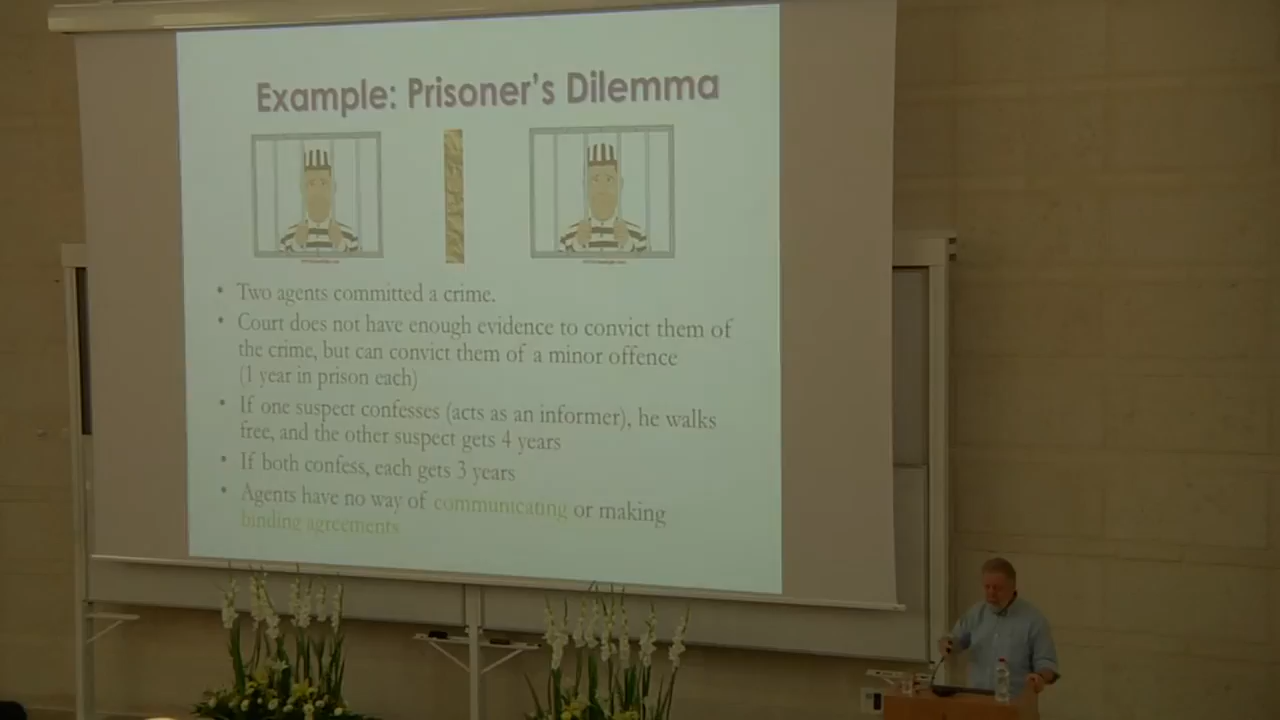 Example: Prisoner's Dilemma
• Two agents committed a crime.
• Court does not have enough evidence to convict them of
the crime, but can convict them of a minor offence
(1 year in prison each)
• If one suspect confesses (acts as an informer), he walks
free, and the other suspect gets 4 years
• If both confess, each gets 3 years
• Agents have no way of communicating or making
binding agreements